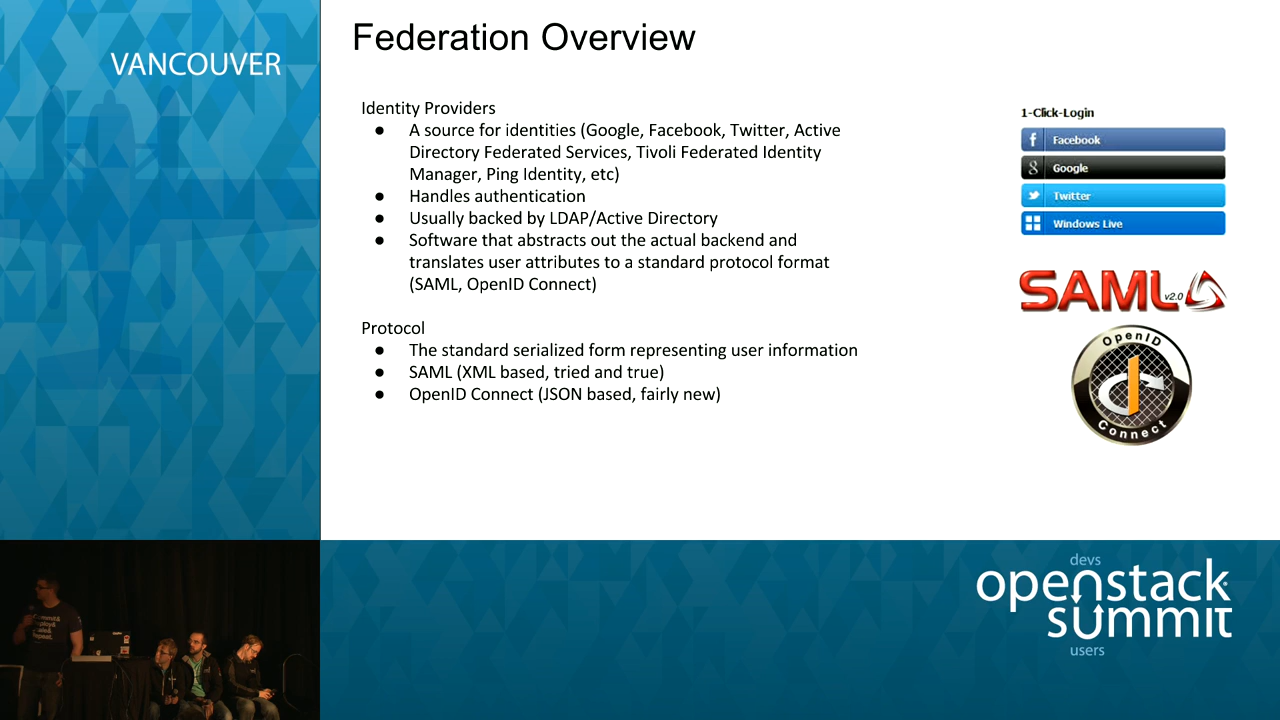 VANCOUVER
Federation Overview
Identity Providers
● A source for identities (Google, Facebook, Twitter, Active
Directory Federated Services, Tivoli Federated Identity
Manager, Ping Identity, etc)
● Handles authentication
● Usually backed by LDAP/Active Directory
● Software that abstracts out the actual backend and
translates user attributes to a standard protocol format
(SAML, OpenID Connect)
Protocol
● The standard serialized form representing user information
● SAML (XML based, tried and true)
● OpenID Connect (JSON based, fairly new)
1-Click-Login
Facebook
Google
Twitter
Windows Live
SAML v2.0
OpenID
Connect
devs
openstack
summit
users